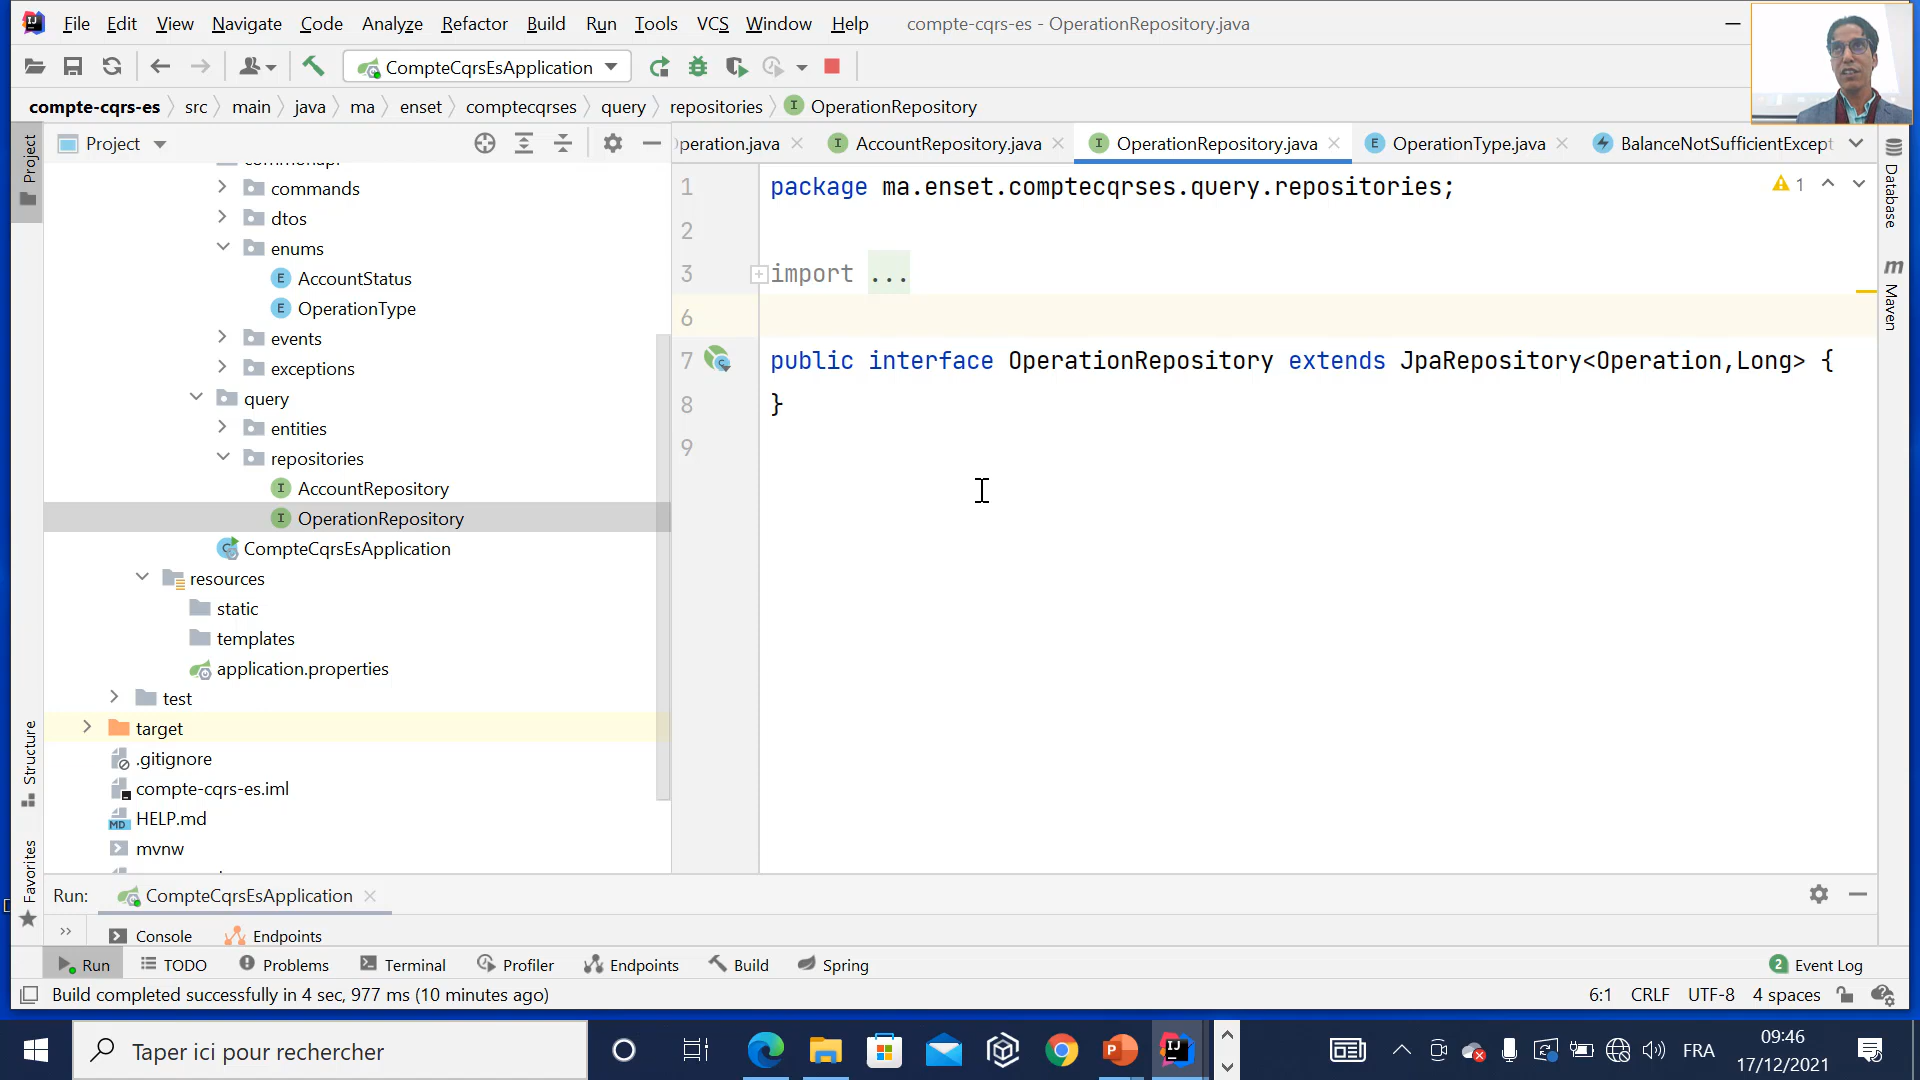 File Edit View Navigate Code Analyze Refactor Build Run Tools VCS Window Help compte-cqrs-es - OperationRepository.java
CompteCqrsEsApplication
compte-cqrs-es src main java ma enset comptecqrses query repositories OperationRepository
Project
peration.java AccountRepository.java OperationRepository.java OperationType.java BalanceNotSufficientExcept
commands
dtos
enums
AccountStatus
OperationType
events
exceptions
query
entities
repositories
AccountRepository
OperationRepository
CompteCqrsEsApplication
resources
static
templates
application.properties
test
target
.gitignore
compte-cqrs-es.iml
HELP.md
mvnw
1 package ma.enset.comptecqrses.query.repositories;
2
3 import ...
6
7 public interface OperationRepository extends JpaRepository<Operation,Long> {
8 }
9
1
Project
Structure
Favorites
Database
Maven
Run: CompteCqrsEsApplication
Console Endpoints
Run TODO Problems Terminal Profiler Endpoints Build Spring 2 Event Log
Build completed successfully in 4 sec, 977 ms (10 minutes ago) 6:1 CRLF UTF-8 4 spaces
Taper ici pour rechercher
FRA
09:46
17/12/2021